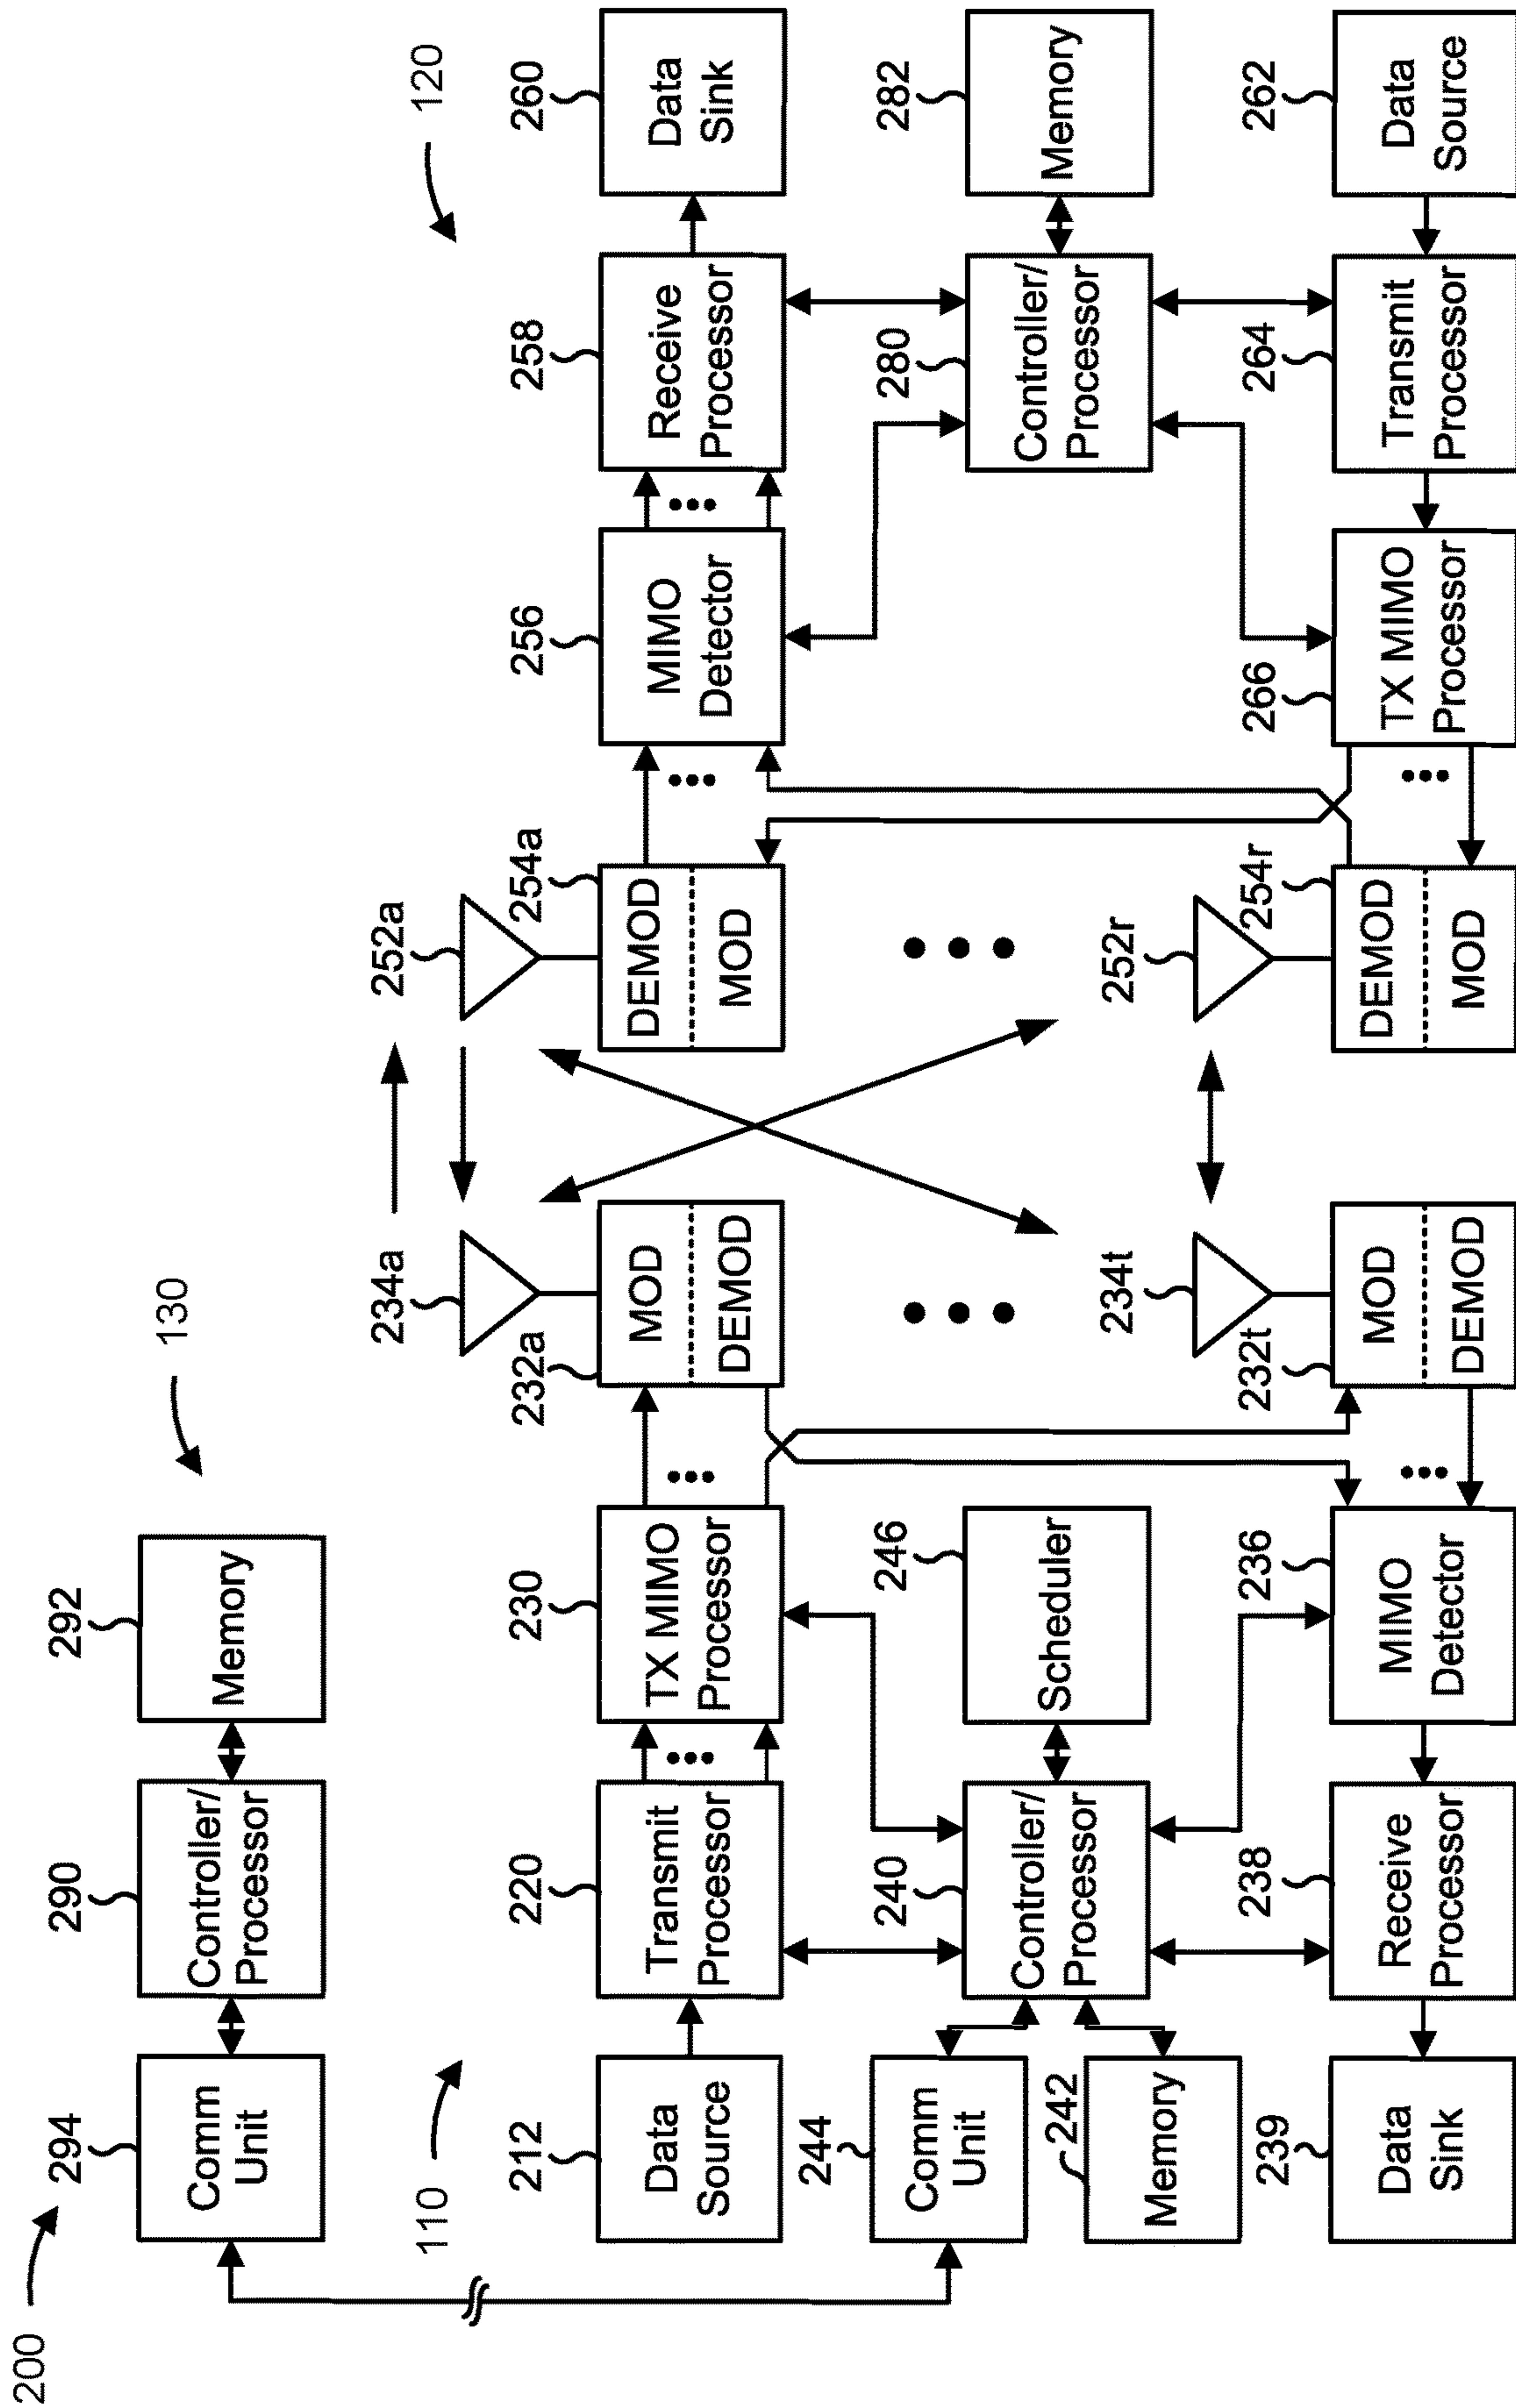 200
294
Comm
Unit
290
Controller/
Processor
292
Memory
130
110
212
Data
Source
220
Transmit
Processor
230
TX MIMO
Processor
232a
MOD
DEMOD
234a
252a
254a
DEMOD
MOD
256
MIMO
Detector
258
Receive
Processor
260
Data
Sink
120
244
Comm
Unit
242
Memory
240
Controller/
Processor
246
Scheduler
280
Controller/
Processor
282
Memory
239
Data
Sink
238
Receive
Processor
236
MIMO
Detector
232t
MOD
DEMOD
234t
252r
254r
DEMOD
MOD
266
TX MIMO
Processor
264
Transmit
Processor
262
Data
Source